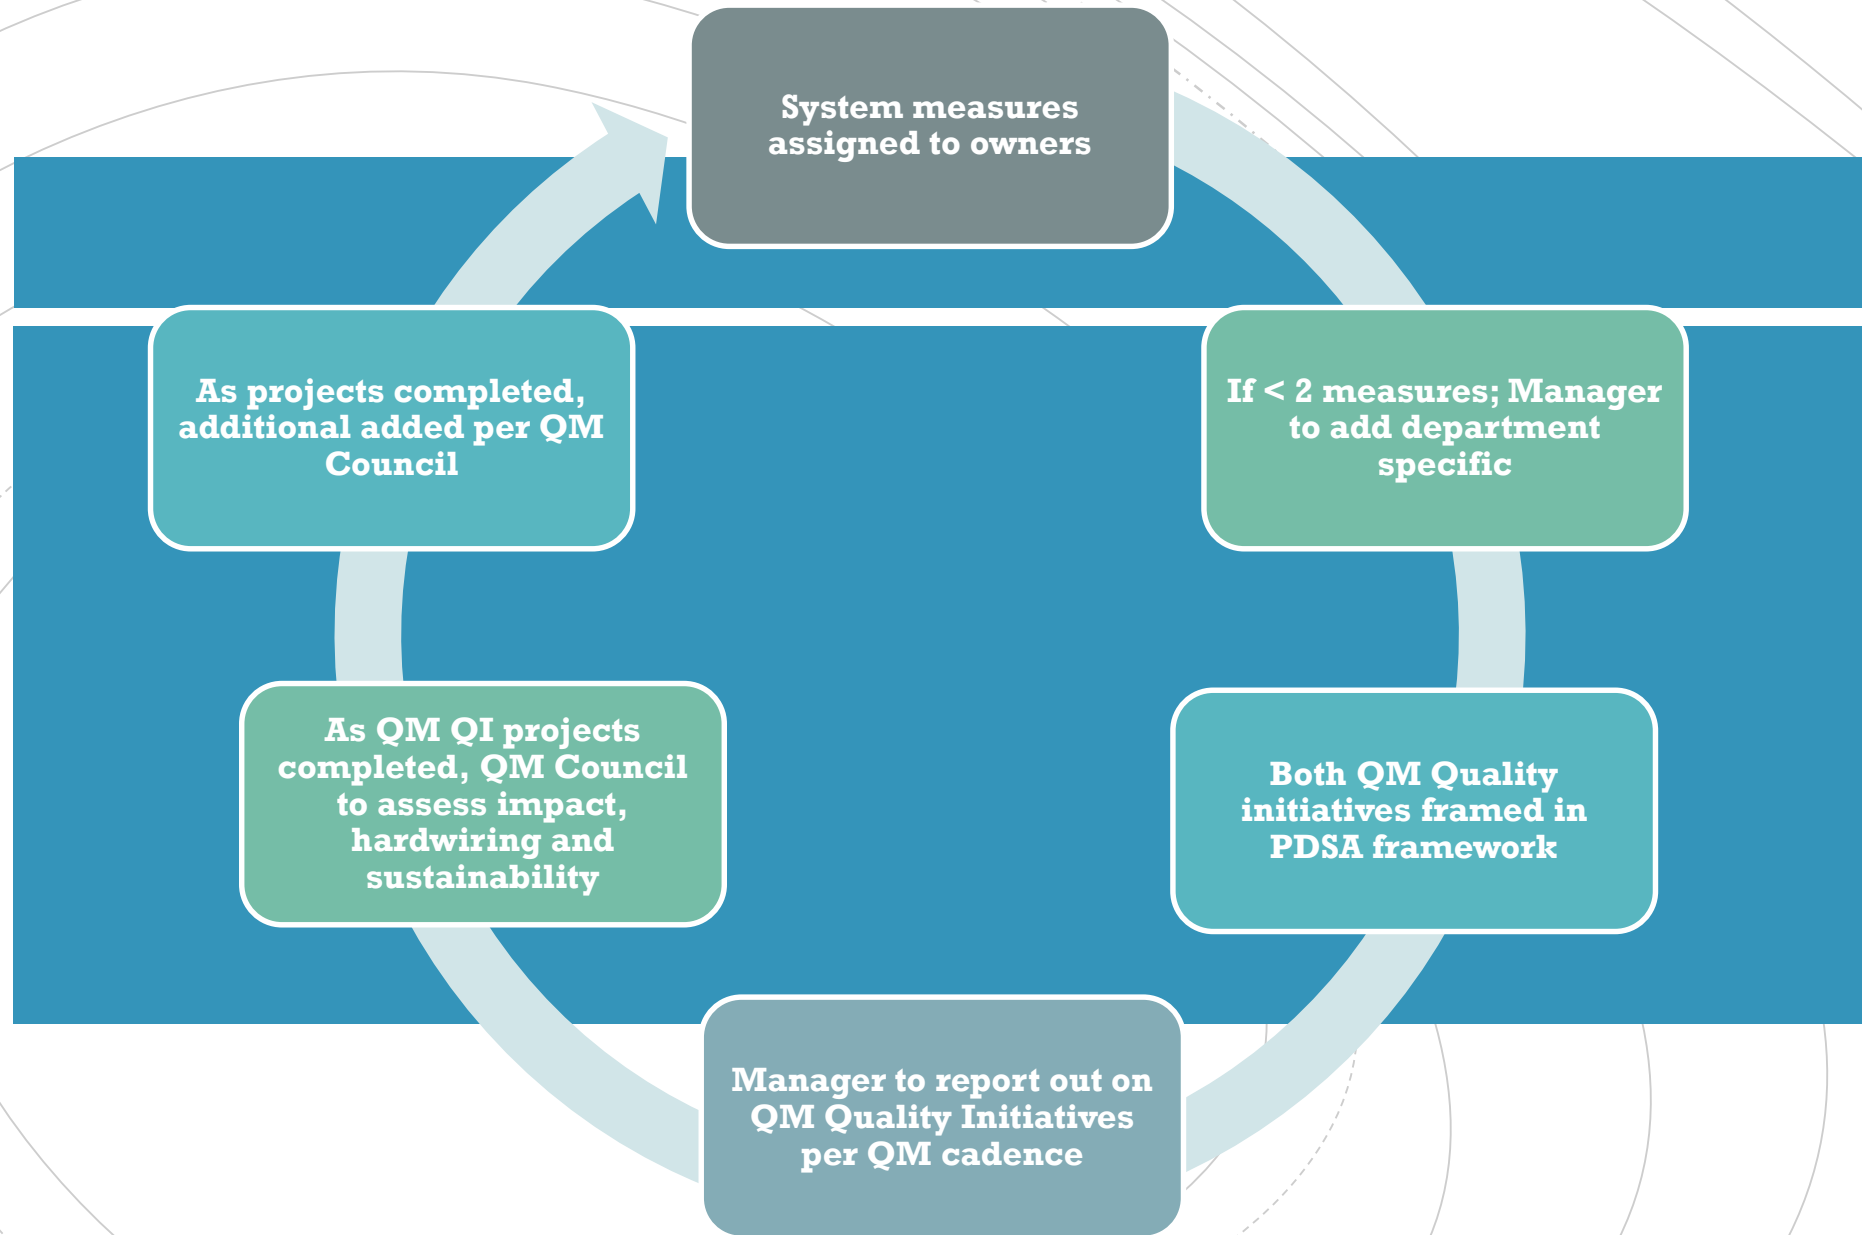 System measures
assigned to owners
If < 2 measures; Manager
to add department
specific
Both QM Quality
initiatives framed in
PDSA framework
Manager to report out on
QM Quality Initiatives
per QM cadence
As QM QI projects
completed, QM Council
to assess impact,
hardwiring and
sustainability
As projects completed,
additional added per QM
Council